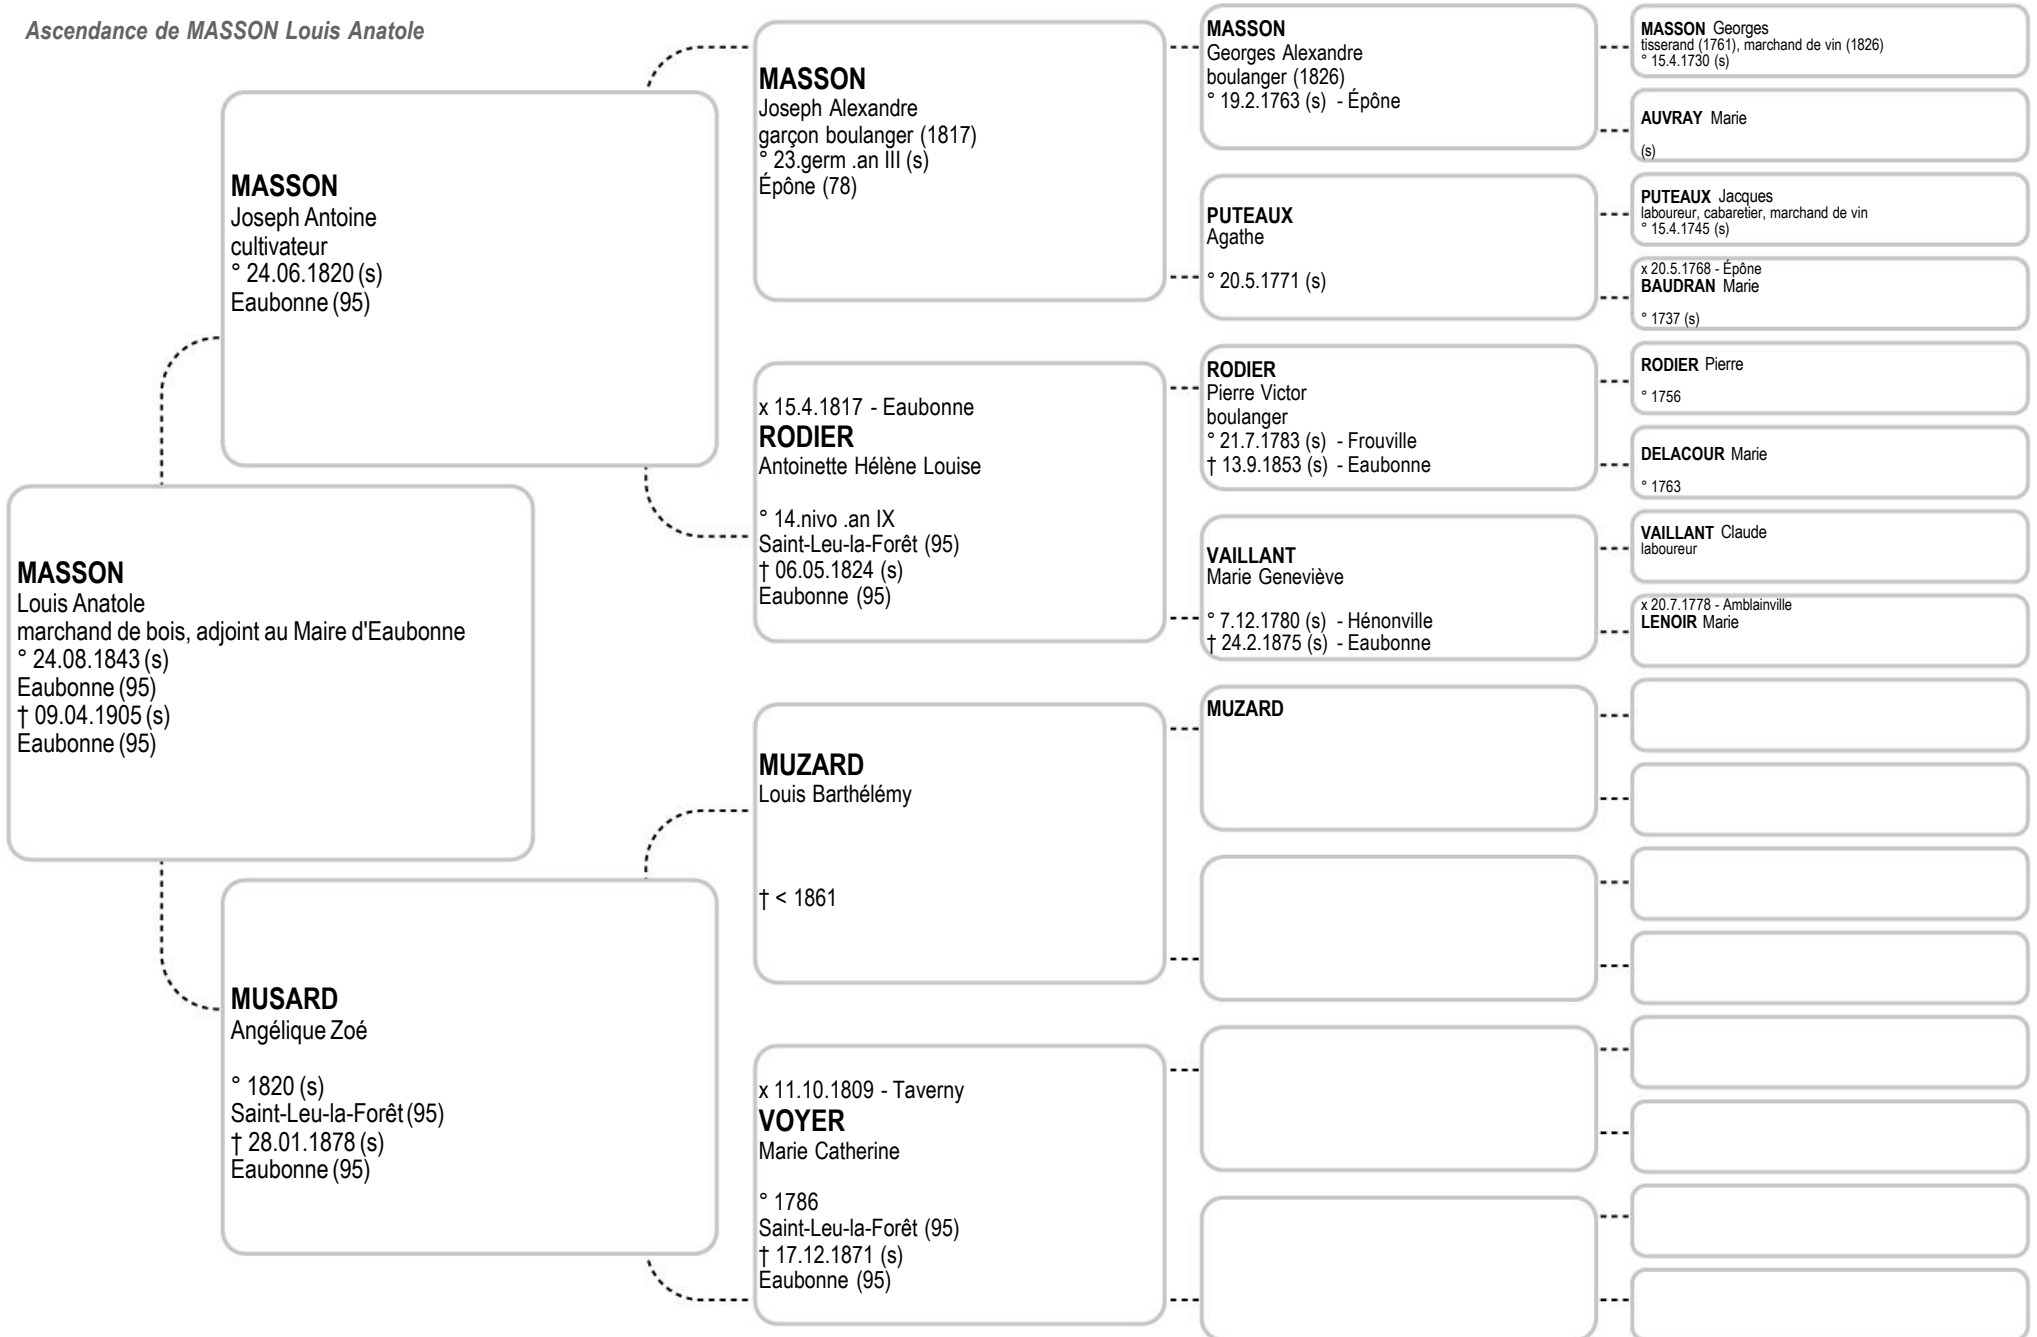 Ascendance de MASSON Louis Anatole
MASSON
Louis Anatole
marchand de bois, adjoint au Maire d'Eaubonne
° 24.08.1843 (s)
Eaubonne (95)
† 09.04.1905 (s)
Eaubonne (95)
MASSON
Joseph Antoine
cultivateur
° 24.06.1820 (s)
Eaubonne (95)
MUSARD
Angélique Zoé
° 1820 (s)
Saint-Leu-la-Forêt (95)
† 28.01.1878 (s)
Eaubonne (95)
MASSON
Joseph Alexandre
garçon boulanger (1817)
° 23.germ .an III (s)
Épône (78)
x 15.4.1817 - Eaubonne
RODIER
Antoinette Hélène Louise
° 14.nivo .an IX
Saint-Leu-la-Forêt (95)
† 06.05.1824 (s)
Eaubonne (95)
MUZARD
Louis Barthélémy
† < 1861
x 11.10.1809 - Taverny
VOYER
Marie Catherine
° 1786
Saint-Leu-la-Forêt (95)
† 17.12.1871 (s)
Eaubonne (95)
MASSON
Georges Alexandre
boulanger (1826)
° 19.2.1763 (s) - Épône
PUTEAUX
Agathe
° 20.5.1771 (s)
RODIER
Pierre Victor
boulanger
° 21.7.1783 (s) - Frouville
† 13.9.1853 (s) - Eaubonne
VAILLANT
Marie Geneviève
° 7.12.1780 (s) - Hénonville
† 24.2.1875 (s) - Eaubonne
MUZARD
MASSON Georges
tisserand (1761), marchand de vin (1826)
° 15.4.1730 (s)
AUVRAY Marie
(s)
PUTEAUX Jacques
laboureur, cabaretier, marchand de vin
° 15.4.1745 (s)
x 20.5.1768 - Épône
BAUDRAN Marie
° 1737 (s)
RODIER Pierre
° 1756
DELACOUR Marie
° 1763
VAILLANT Claude
laboureur
x 20.7.1778 - Amblainville
LENOIR Marie